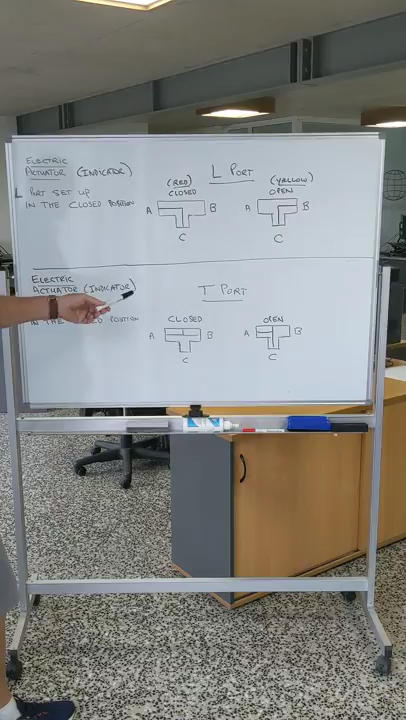 ELECTRIC
ACTUATOR (INDICATOR)
L PORT SET UP
IN THE CLOSED POSITION
L PORT
(RED)
CLOSED
A B
C
(YELLOW)
OPEN
A B
C
ELECTRIC
ACTUATOR (INDICATOR)
IN THE POSITION
T PORT
CLOSED
A B
C
OPEN
A B
C